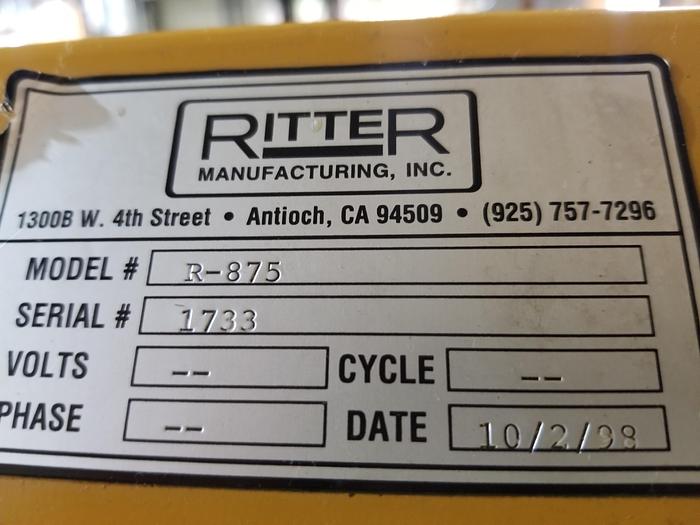 RITTER
MANUFACTURING, INC.
1300B W. 4th Street • Antioch, CA 94509 • (925) 757-7296
MODEL # R-875
SERIAL # 1733
VOLTS -- CYCLE --
PHASE -- DATE 10/2/98